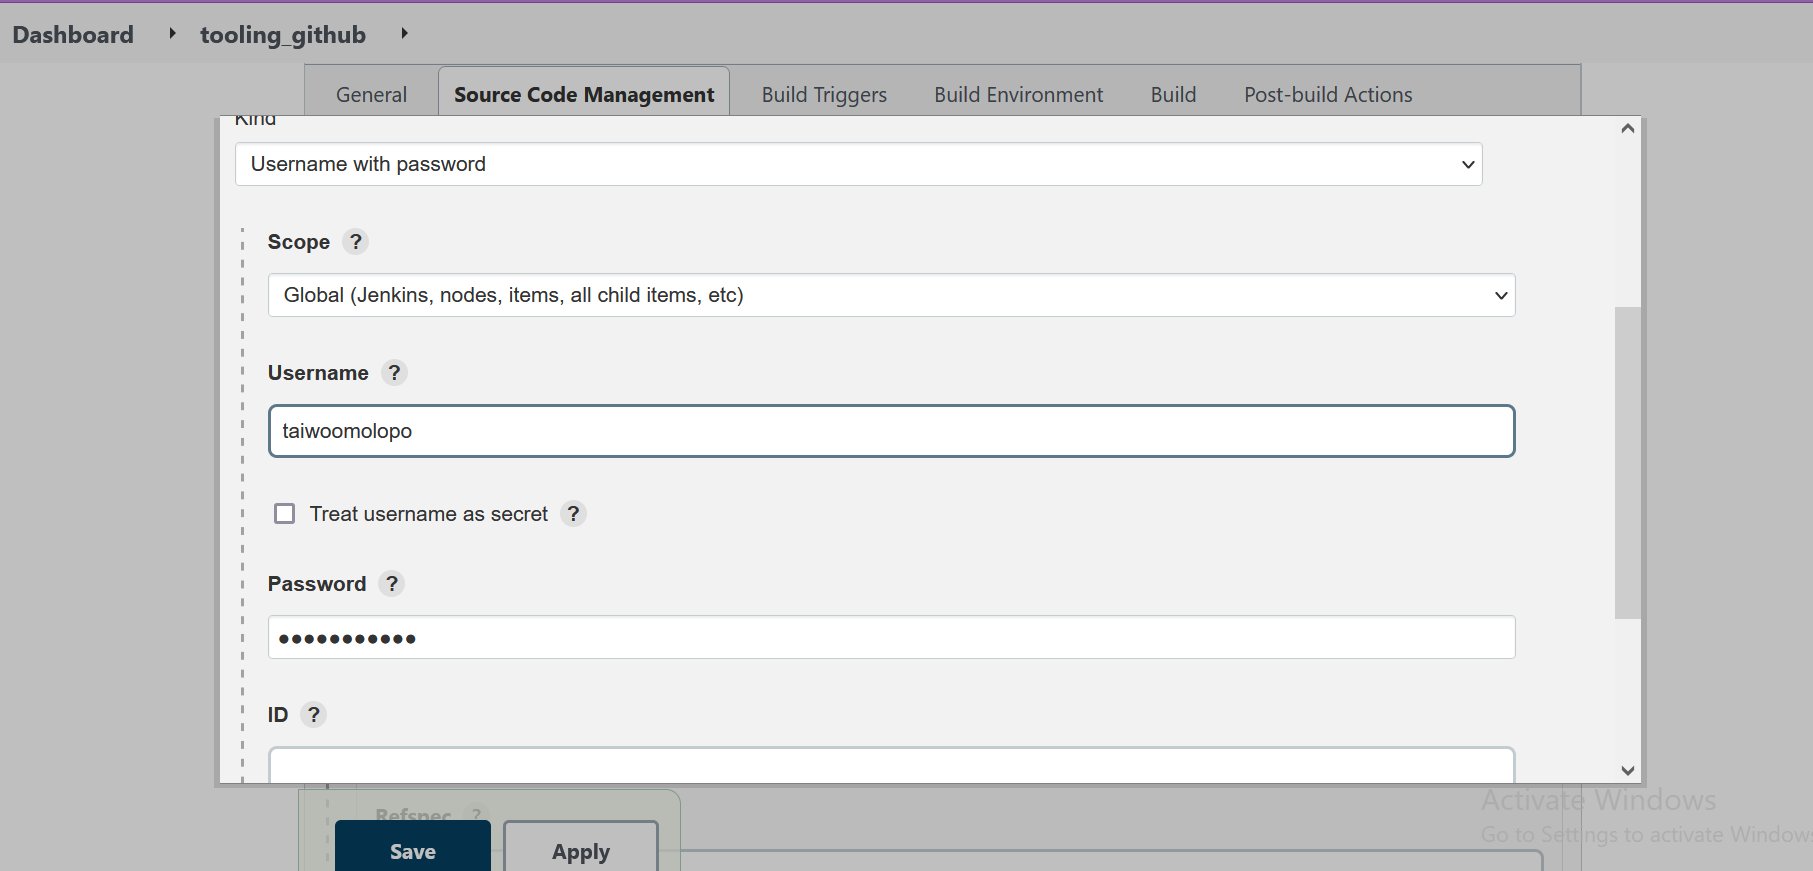 Dashboard tooling_github
General Source Code Management Build Triggers Build Environment Build Post-build Actions
Kind
Username with password
Scope ?
Global (Jenkins, nodes, items, all child items, etc)
Username ?
taiwoomolopo
Treat username as secret ?
Password ?
●●●●●●●●●●●
ID ?
Refspec ?
Save Apply
Activate Windows
Go to Settings to activate Windows